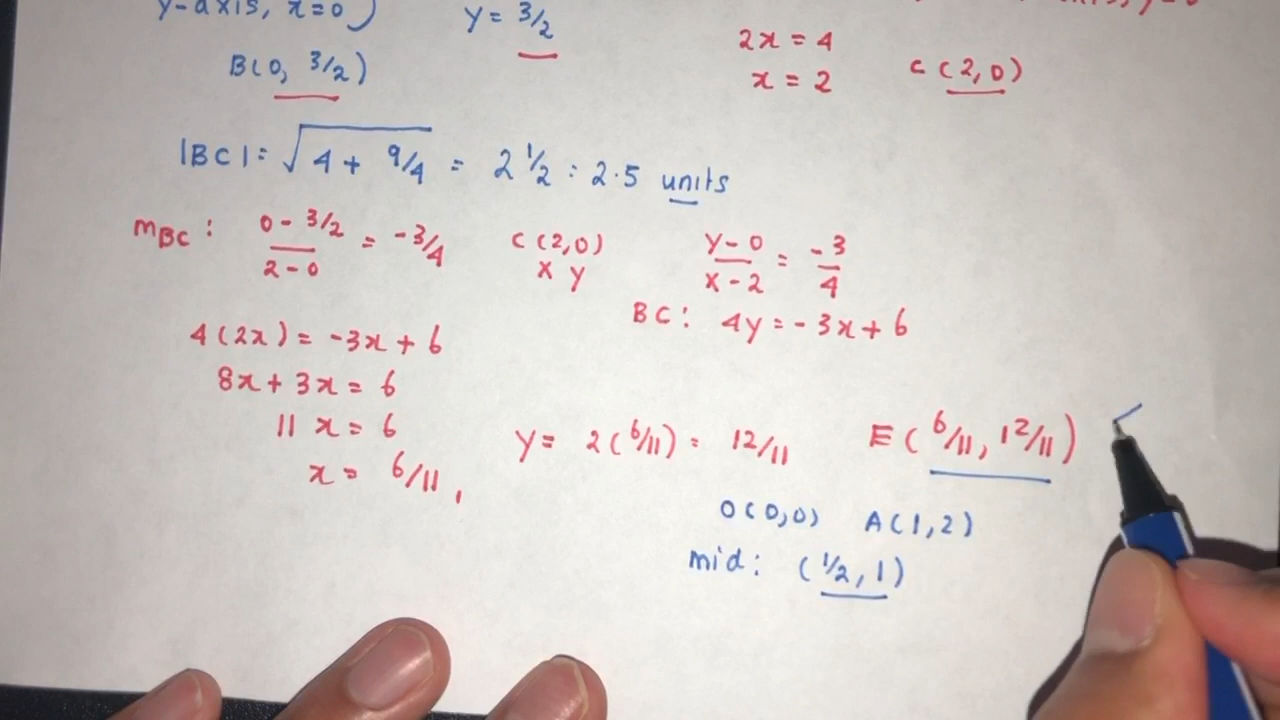 y-axis, x=0)
y = 3/2
B(0, 3/2)
2x = 4
x = 2
C (2,0)
|BC| = √4 + 9/4 = 2 1/2 = 2.5 units
mBC : 0 - 3/2 / 2 - 0 = -3/4
C (2,0)
x y
y-0 / x-2 = -3 / 4
BC: 4y = -3x + 6
4(2x) = -3x + 6
8x + 3x = 6
11 x = 6
x = 6/11,
y = 2(6/11) = 12/11
E ( 6/11, 12/11 )
O(0,0) A(1,2)
mid: (1/2, 1)